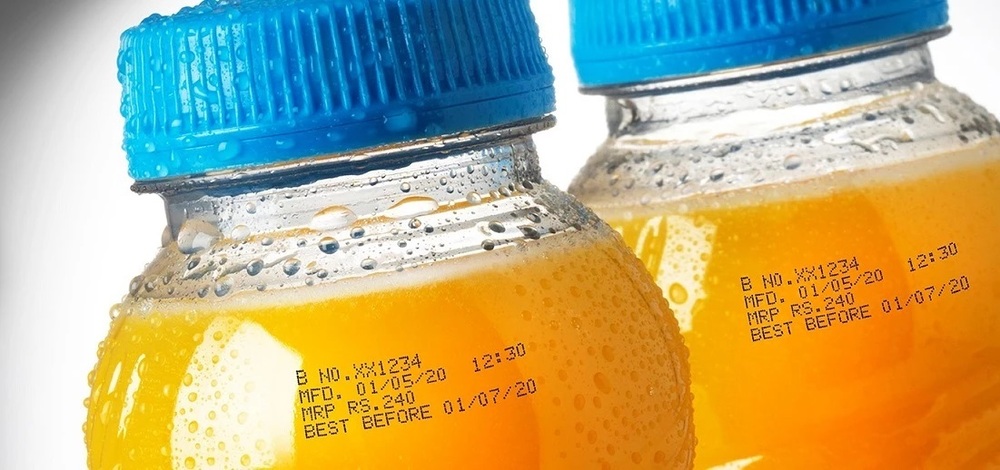 B NO.XX1234 12:30
MFD. 01/05/20
MRP RS.240
BEST BEFORE 01/07/20
B NO.XX1234 12:30
MFD. 01/05/20
MRP RS.240
BEST BEFORE 01/07/20